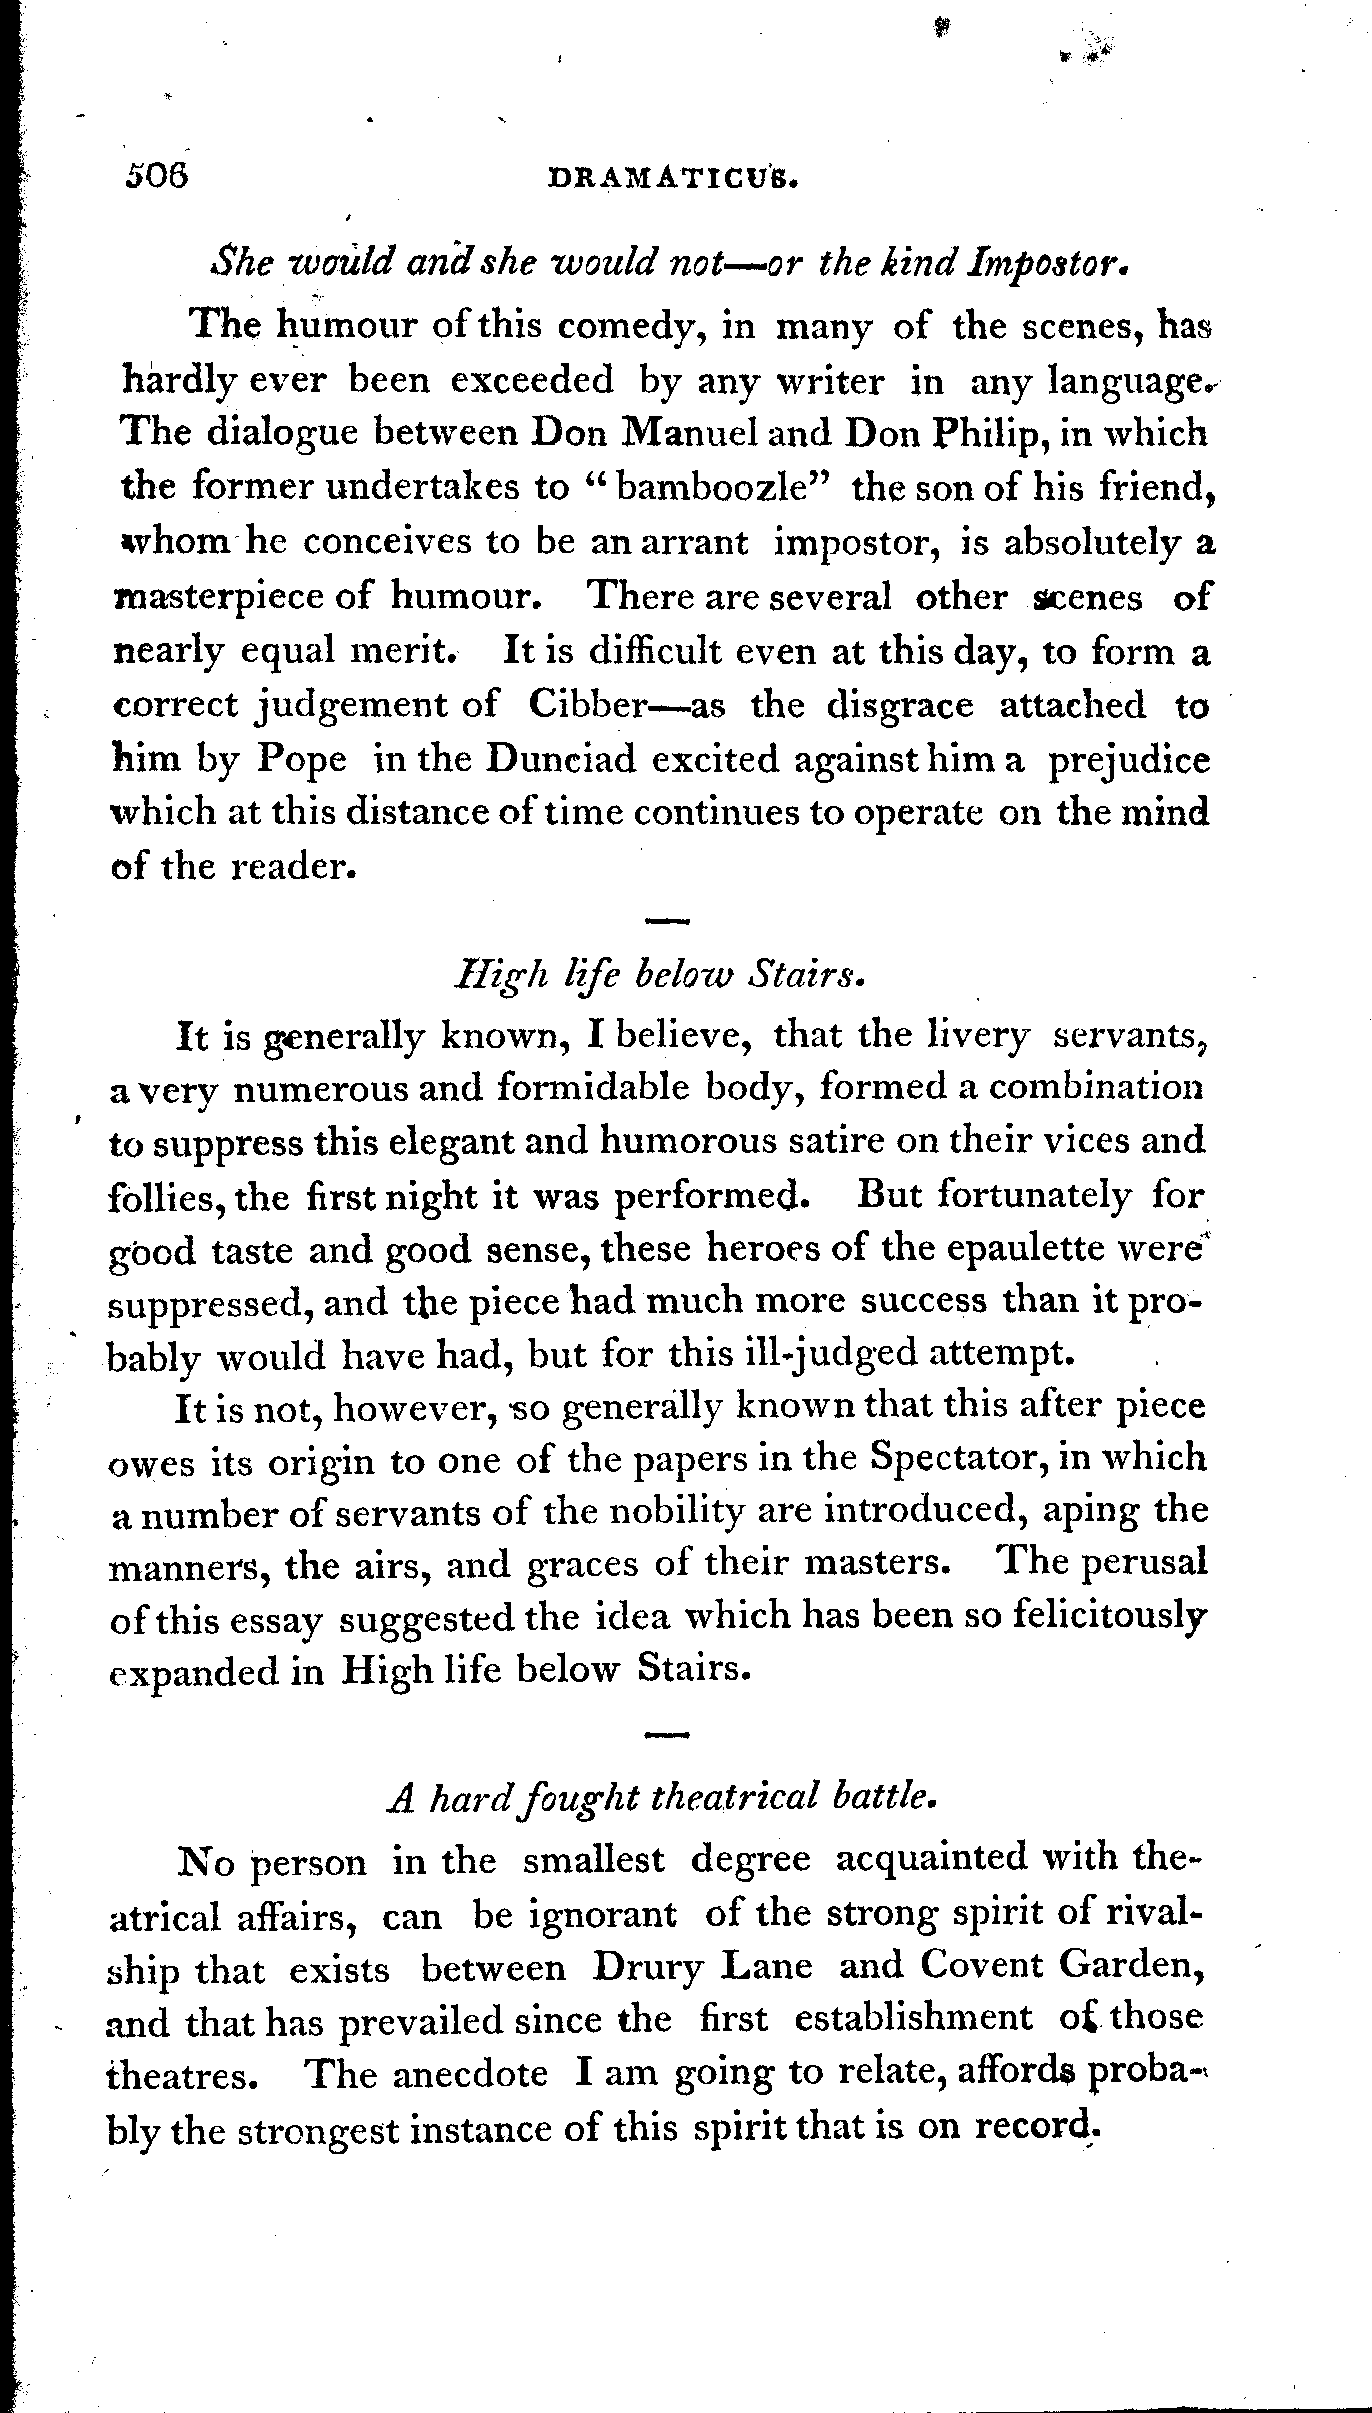 506 DRAMATICUS.
She would and she would not—or the kind Impostor.
The humour of this comedy, in many of the scenes, has
hardly ever been exceeded by any writer in any language.
The dialogue between Don Manuel and Don Philip, in which
the former undertakes to “bamboozle” the son of his friend,
whom he conceives to be an arrant impostor, is absolutely a
masterpiece of humour. There are several other scenes of
nearly equal merit. It is difficult even at this day, to form a
correct judgement of Cibber—as the disgrace attached to
him by Pope in the Dunciad excited against him a prejudice
which at this distance of time continues to operate on the mind
of the reader.
—
High life below Stairs.
It is generally known, I believe, that the livery servants,
a very numerous and formidable body, formed a combination
to suppress this elegant and humorous satire on their vices and
follies, the first night it was performed. But fortunately for
good taste and good sense, these heroes of the epaulette were
suppressed, and the piece had much more success than it pro-
bably would have had, but for this ill-judged attempt.
It is not, however, so generally known that this after piece
owes its origin to one of the papers in the Spectator, in which
a number of servants of the nobility are introduced, aping the
manners, the airs, and graces of their masters. The perusal
of this essay suggested the idea which has been so felicitously
expanded in High life below Stairs.
—
A hard fought theatrical battle.
No person in the smallest degree acquainted with the-
atrical affairs, can be ignorant of the strong spirit of rival-
ship that exists between Drury Lane and Covent Garden,
and that has prevailed since the first establishment of those
theatres. The anecdote I am going to relate, affords proba-
bly the strongest instance of this spirit that is on record.